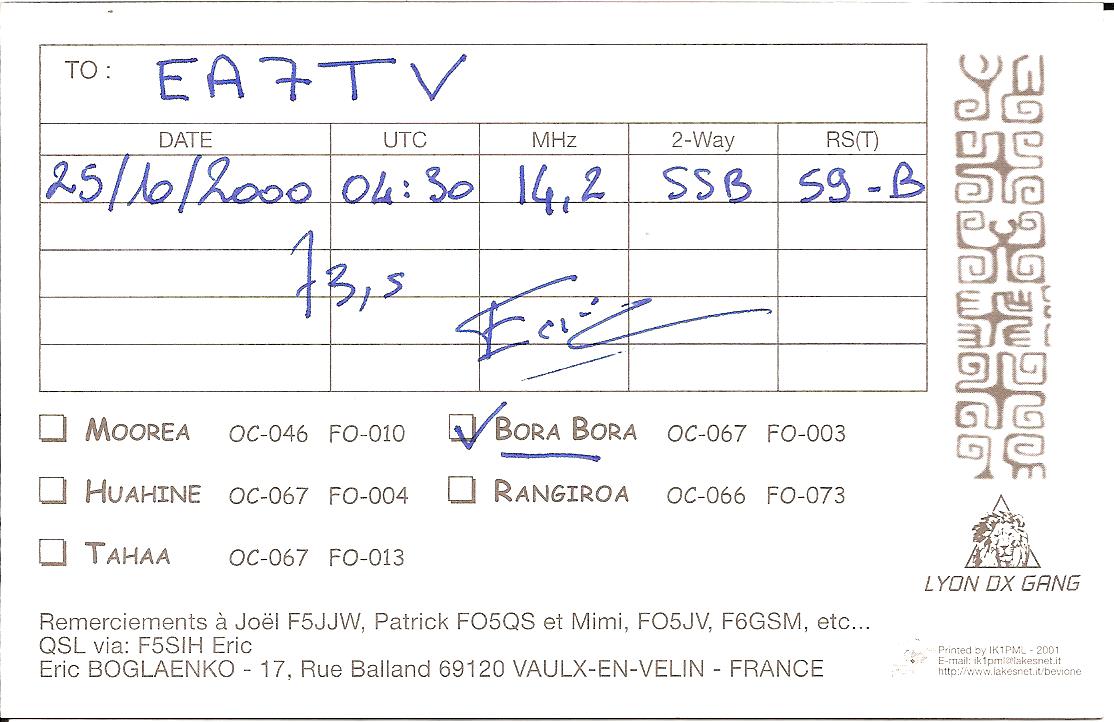 TO : EA7TV
DATE UTC MHz 2-Way RS(T)
25/10/2000 04:30 14,2 SSB 59-B
73,s
Eric
MOOREA OC-046 FO-010 BORA BORA OC-067 FO-003
HUAHINE OC-067 FO-004 RANGIROA OC-066 FO-073
TAHAA OC-067 FO-013
LYON DX GANG
Remerciements à Joël F5JJW, Patrick FO5QS et Mimi, FO5JV, F6GSM, etc...
QSL via: F5SIH Eric
Eric BOGLAENKO - 17, Rue Balland 69120 VAULX-EN-VELIN - FRANCE
Printed by IK1PML - 2001
E-mail: ik1pml@lakesnet.it
http://www.lakesnet.it/bevione